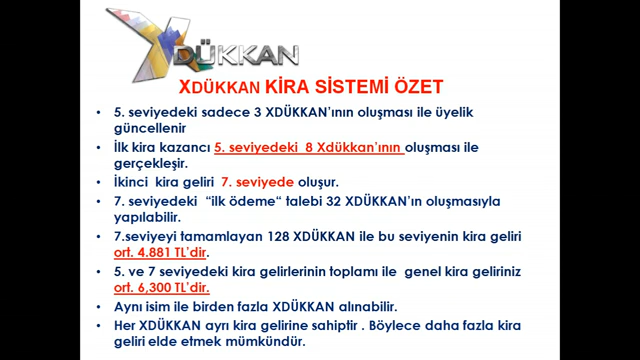 XDÜKKAN
XDÜKKAN KİRA SİSTEMİ ÖZET
• 5. seviyedeki sadece 3 XDÜKKAN’ının oluşması ile üyelik
güncellenir
• İlk kira kazancı 5. seviyedeki 8 Xdükkan’ının oluşması ile
gerçekleşir.
• İkinci kira geliri 7. seviyede oluşur.
• 7. seviyedeki “ilk ödeme“ talebi 32 XDÜKKAN’ın oluşmasıyla
yapılabilir.
• 7.seviyeyi tamamlayan 128 XDÜKKAN ile bu seviyenin kira geliri
ort. 4.881 TL’dir.
• 5. ve 7 seviyedeki kira gelirlerinin toplamı ile genel kira geliriniz
ort. 6,300 TL’dir.
• Aynı isim ile birden fazla XDÜKKAN alınabilir.
• Her XDÜKKAN ayrı kira gelirine sahiptir . Böylece daha fazla kira
geliri elde etmek mümkündür.